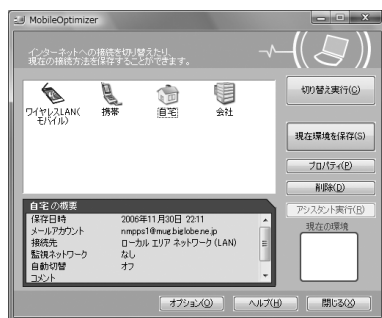 MobileOptimizer
インターネットへの接続を切り替えたり、
現在の接続方法を保存することができます。
ワイヤレスLAN(
モバイル)
携帯
自宅
会社
切り替え実行(C)
現在環境を保存(S)
プロパティ(P)
削除(D)
アシスタント実行(R)
現在の環境
自宅の概要
保存日時 2006年11月30日 22:11
メールアカウント nmpps1@mug.biglobe.ne.jp
接続先 ローカル エリア ネットワーク (LAN)
監視ネットワーク なし
自動切替 オフ
コメント
オプション(O)
ヘルプ(H)
閉じる(X)